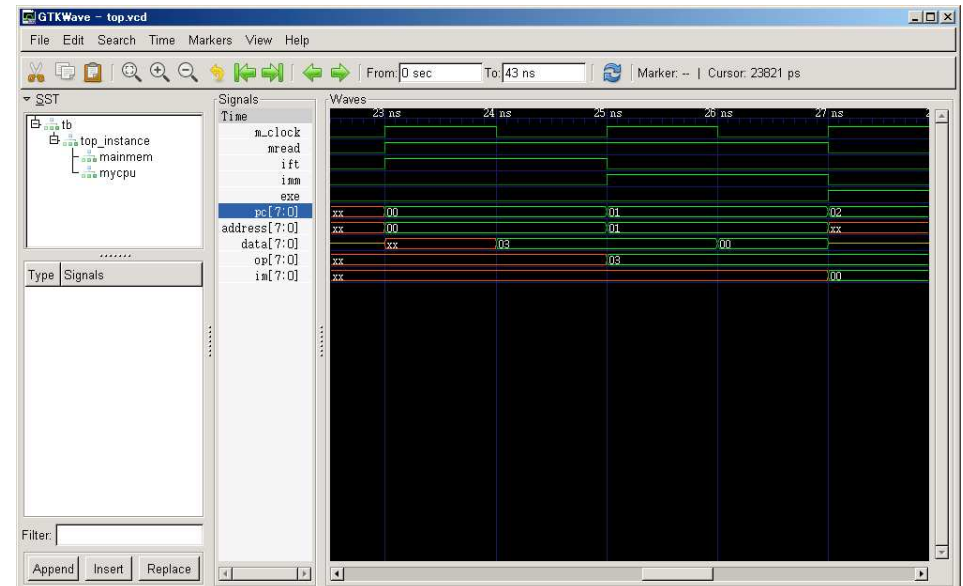 GTKWave - top.vcd
File Edit Search Time Markers View Help
From: 0 sec To: 43 ns Marker: -- | Cursor: 23821 ps
SST
tb
top_instance
mainmem
mycpu
Type Signals
Filter:
Append Insert Replace
Signals
Time
m_clock
mread
ift
imm
exe
pc[7:0]
address[7:0]
data[7:0]
op[7:0]
im[7:0]
Waves
23 ns 24 ns 25 ns 26 ns 27 ns 2
xx 00 01 02
xx 00 01 xx
xx 03 00
xx 03
xx 00